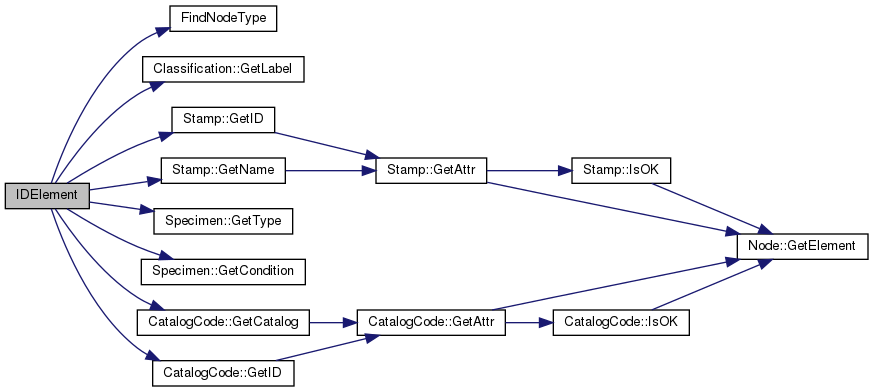 FindNodeType
Classification::GetLabel
Stamp::GetID
Stamp::GetName
Stamp::GetAttr
Stamp::IsOK
IDElement
Specimen::GetType
Node::GetElement
Specimen::GetCondition
CatalogCode::GetCatalog
CatalogCode::GetAttr
CatalogCode::IsOK
CatalogCode::GetID